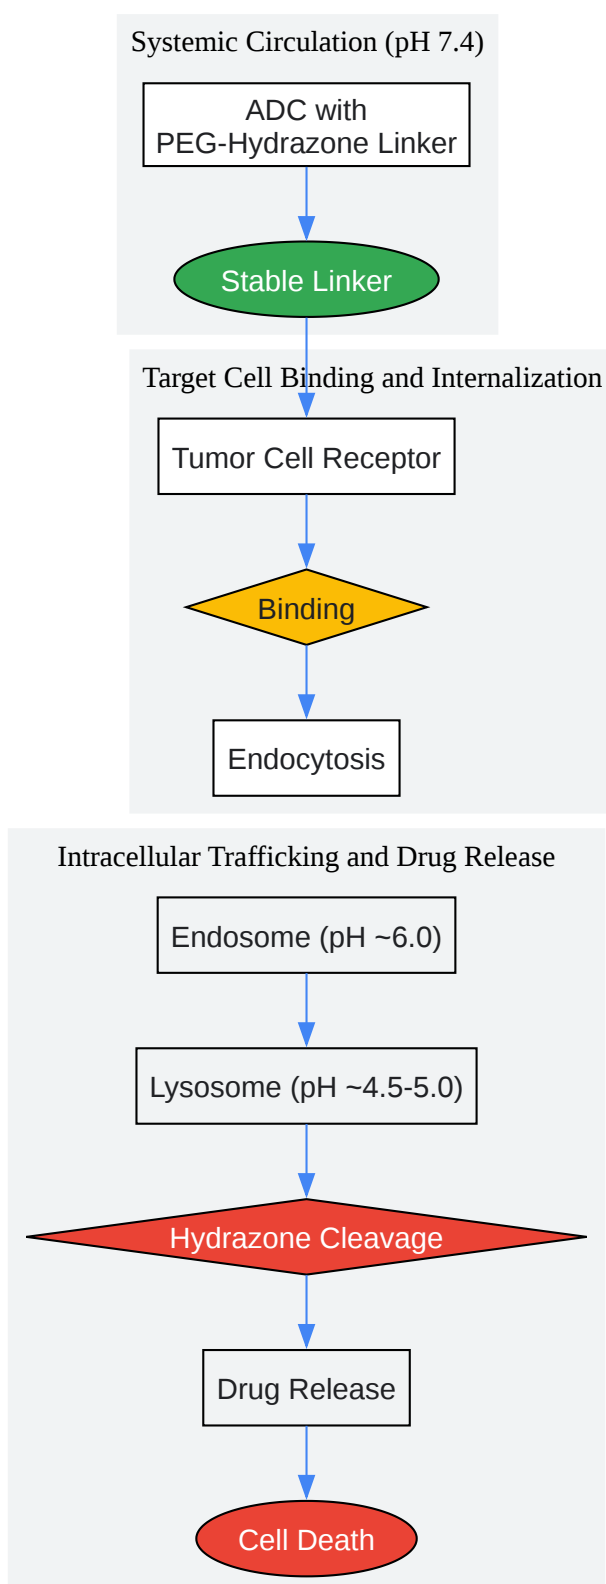 Systemic Circulation (pH 7.4)
ADC with
PEG-Hydrazone Linker
Stable Linker
Target Cell Binding and Internalization
Tumor Cell Receptor
Binding
Endocytosis
Intracellular Trafficking and Drug Release
Endosome (pH ~6.0)
Lysosome (pH ~4.5-5.0)
Hydrazone Cleavage
Drug Release
Cell Death